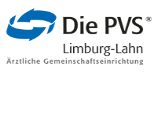 Die PVS®
Limburg-Lahn
Ärztliche Gemeinschaftseinrichtung